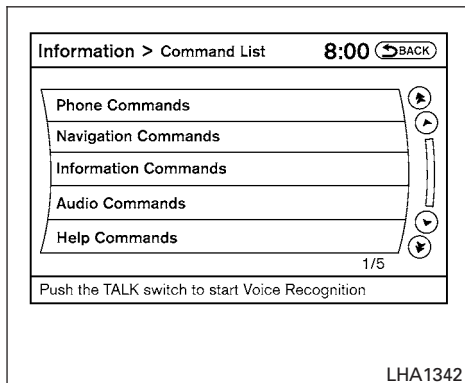 Information > Command List 8:00 BACK
Phone Commands
Navigation Commands
Information Commands
Audio Commands
Help Commands
1/5
Push the TALK switch to start Voice Recognition
LHA1342